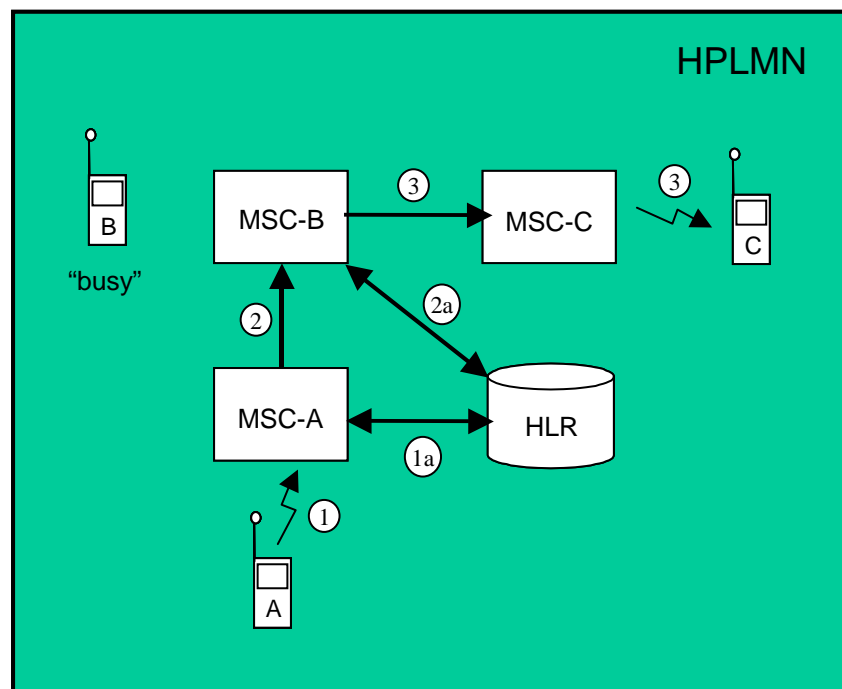 HPLMN
B
“busy”
MSC-B
3
MSC-C
3
C
2
2a
MSC-A
1a
HLR
1
A